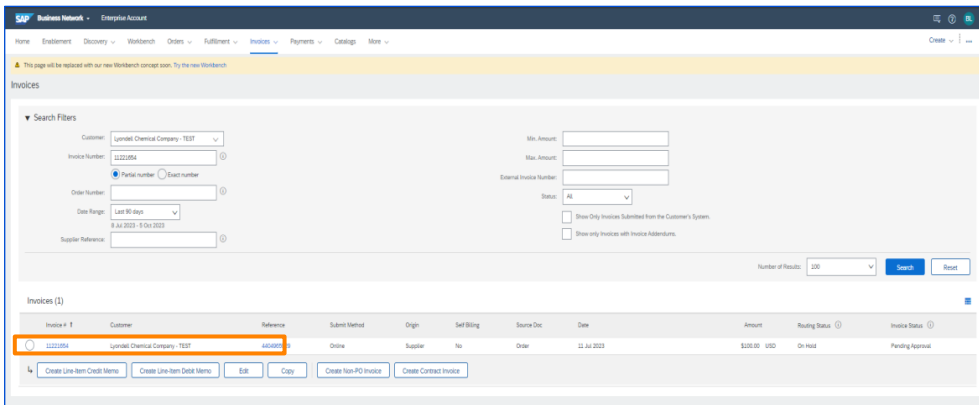 SAP Business Network Enterprise Account BL
Home Enablement Discovery Workbench Orders Fulfillment Invoices Payments Catalogs More Create
This page will be replaced with our new Workbench concept soon. Try the new Workbench
Invoices
Search Filters
Customer: Lyondell Chemical Company - TEST
Invoice Number: 11221654
Partial number Exact number
Order Number:
Date Range: Last 90 days
8 Jul 2023 - 5 Oct 2023
Supplier Reference:
Min. Amount:
Max. Amount:
External Invoice Number:
Status: All
Show Only Invoices Submitted from the Customer's System.
Show only Invoices with Invoice Addendums.
Number of Results: 100 Search Reset
Invoices (1)
Invoice # ↑ Customer Reference Submit Method Origin Self Billing Source Doc Date Amount Routing Status Invoice Status
11221654 Lyondell Chemical Company - TEST Online Supplier No Order 11 Jul 2023 $100.00 USD On Hold Pending Approval
Create Line-Item Credit Memo Create Line-Item Debit Memo Edit Copy Create Non-PO Invoice Create Contract Invoice